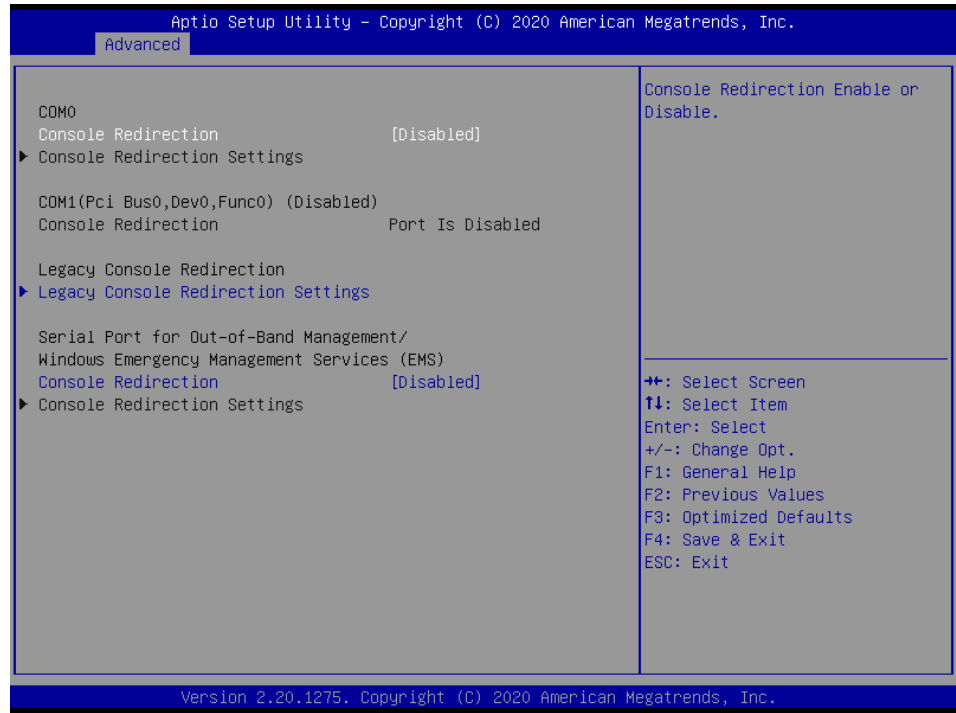 Aptio Setup Utility – Copyright (C) 2020 American Megatrends, Inc.
Advanced
COM0
Console Redirection [Disabled]
▶ Console Redirection Settings
COM1(Pci Bus0,Dev0,Func0) (Disabled)
Console Redirection Port Is Disabled
Legacy Console Redirection
▶ Legacy Console Redirection Settings
Serial Port for Out-of-Band Management/
Windows Emergency Management Services (EMS)
Console Redirection [Disabled]
▶ Console Redirection Settings
Console Redirection Enable or
Disable.
→←: Select Screen
↑↓: Select Item
Enter: Select
+/-: Change Opt.
F1: General Help
F2: Previous Values
F3: Optimized Defaults
F4: Save & Exit
ESC: Exit
Version 2.20.1275. Copyright (C) 2020 American Megatrends, Inc.